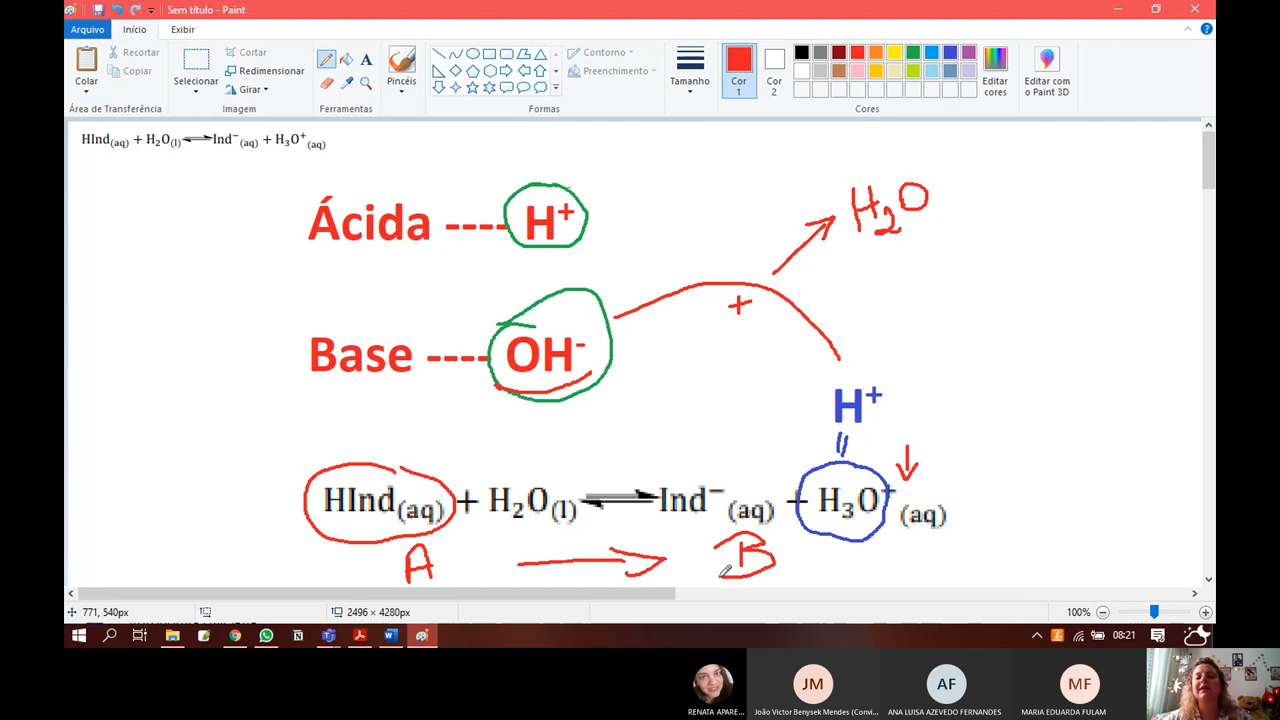 Sem título - Paint
Arquivo Início Exibir
Colar
Recortar
Copiar
Área de Transferência
Selecionar
Cortar
Redimensionar
Girar
Imagem
A
Ferramentas
Pincéis
Contorno
Preenchimento
Formas
Tamanho
Cor 1
Cor 2
Editar cores
Cores
Editar com o Paint 3D
HInd(aq) + H₂O(l) ⇌ Ind⁻(aq) + H₃O⁺(aq)
Ácida ---- H⁺
H₂O
+
Base ---- OH⁻
H⁺
HInd(aq) + H₂O(l) ⇌ Ind⁻(aq) + H₃O⁺(aq)
A → B
771, 540px
2496 × 4280px
100%
08:21
RENATA APARE...
JM
João Victor Benysek Mendes (Convi...
AF
ANA LUISA AZEVEDO FERNANDES
MF
MARIA EDUARDA FULAM